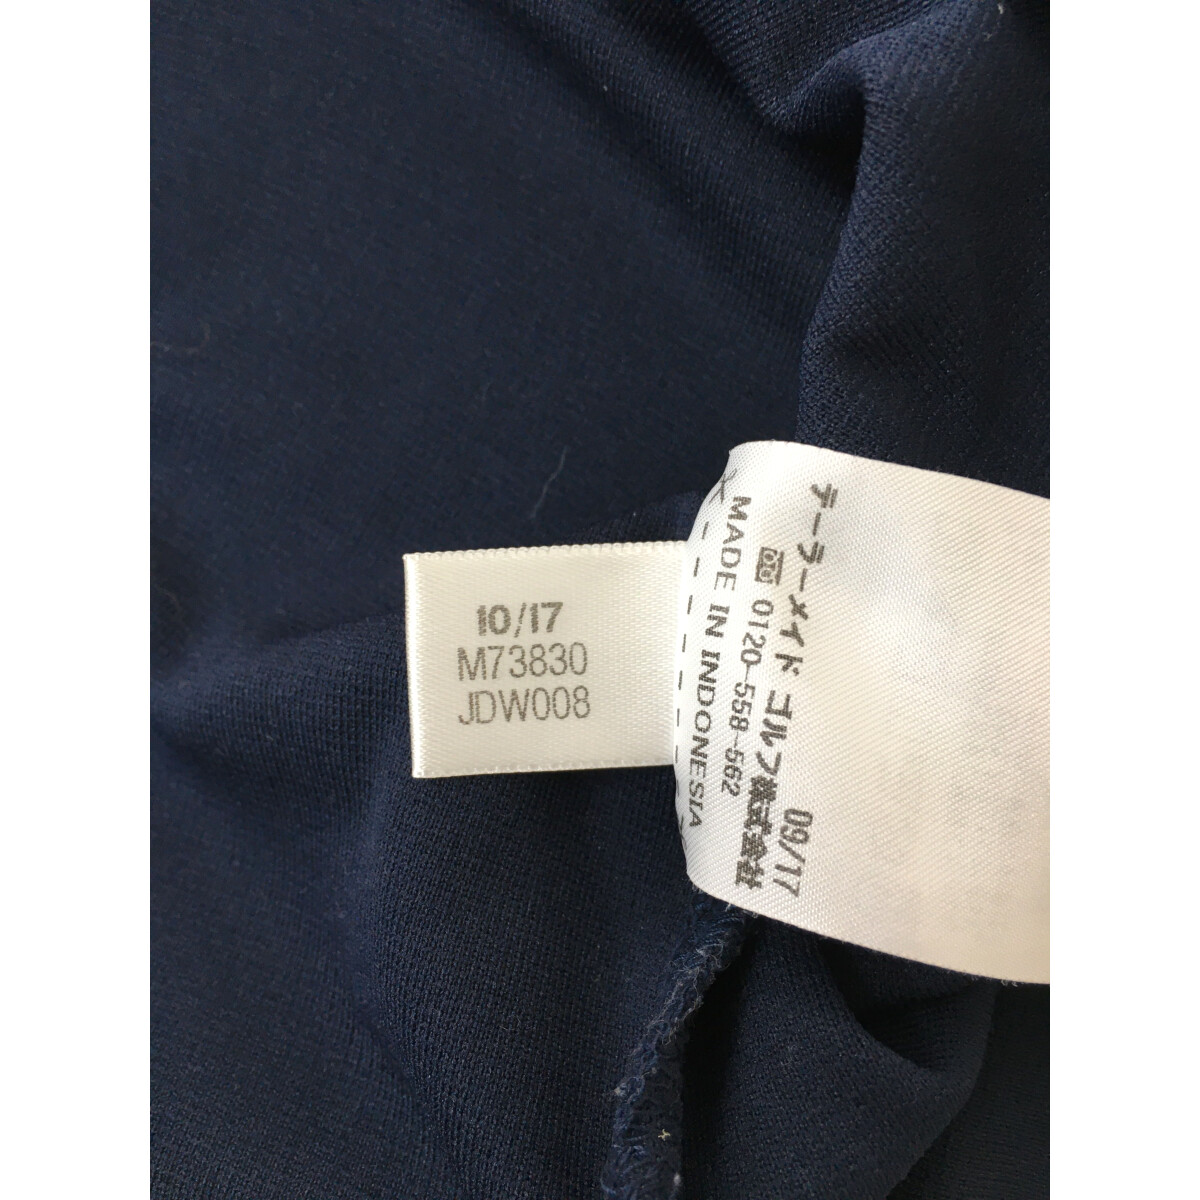 10/17
M73830
JDW008
09/17
テーラーメイド ゴルフ株式会社
0120-558-562
MADE IN INDONESIA